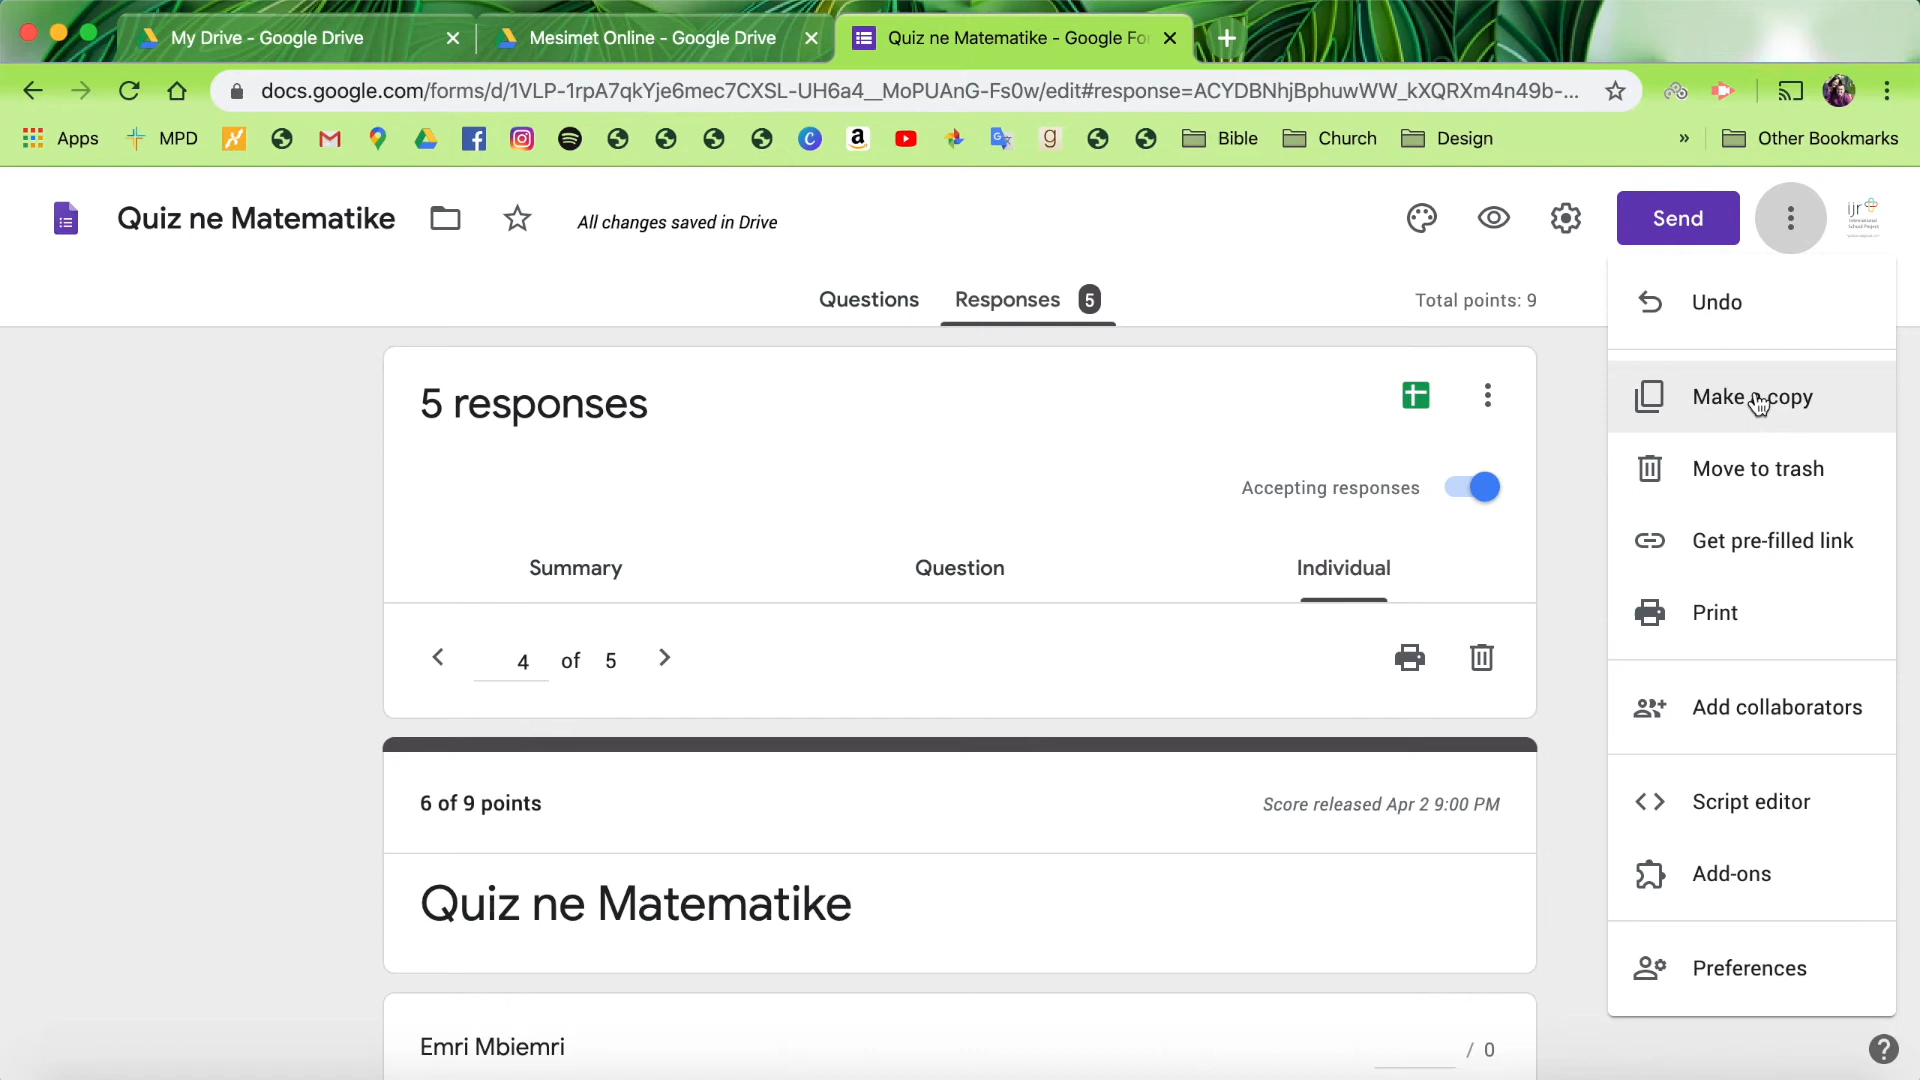 My Drive - Google Drive
Mesimet Online - Google Drive
Quiz ne Matematike - Google Fo
docs.google.com/forms/d/1VLP-1rpA7qkYje6mec7CXSL-UH6a4__MoPUAnG-Fs0w/edit#response=ACYDBNhjBphuwWW_kXQRXm4n49b-...
Apps
MPD
Bible
Church
Design
»
Other Bookmarks
Quiz ne Matematike
All changes saved in Drive
Send
ijr
Questions
Responses 5
Total points: 9
Undo
5 responses
Make a copy
Accepting responses
Move to trash
Get pre-filled link
Summary
Question
Individual
Print
4 of 5
Add collaborators
6 of 9 points
Score released Apr 2 9:00 PM
Script editor
Add-ons
Quiz ne Matematike
Preferences
Emri Mbiemri
/ 0